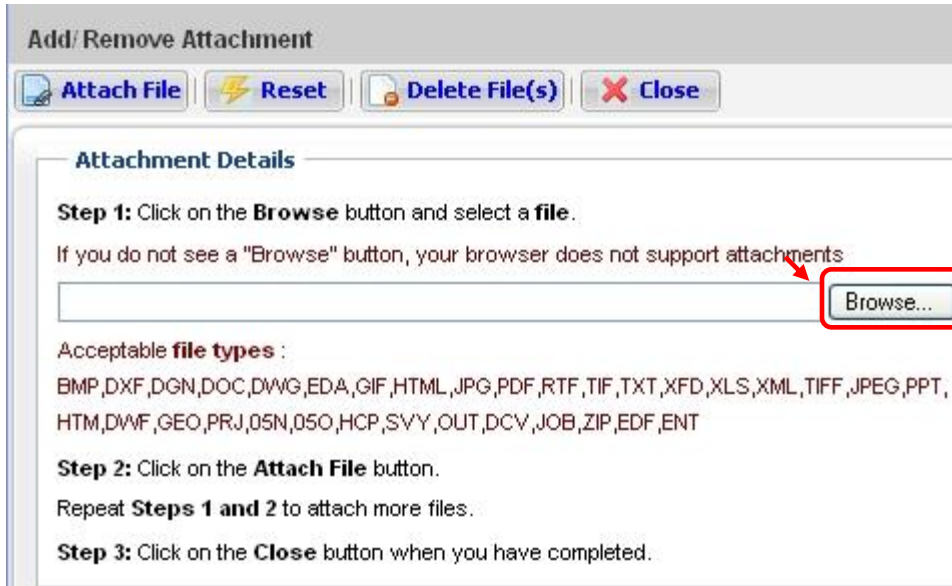 Add/Remove Attachment
Attach File Reset Delete File(s) Close
Attachment Details
Step 1: Click on the Browse button and select a file.
If you do not see a "Browse" button, your browser does not support attachments
Browse...
Acceptable file types :
BMP,DXF,DGN,DOC,DWG,EDA,GIF,HTML,JPG,PDF,RTF,TIF,TXT,XFD,XLS,XML,TIFF,JPEG,PPT,
HTM,DWF,GEO,PRJ,05N,05O,HCP,SVY,OUT,DCV,JOB,ZIP,EDF,ENT
Step 2: Click on the Attach File button.
Repeat Steps 1 and 2 to attach more files.
Step 3: Click on the Close button when you have completed.